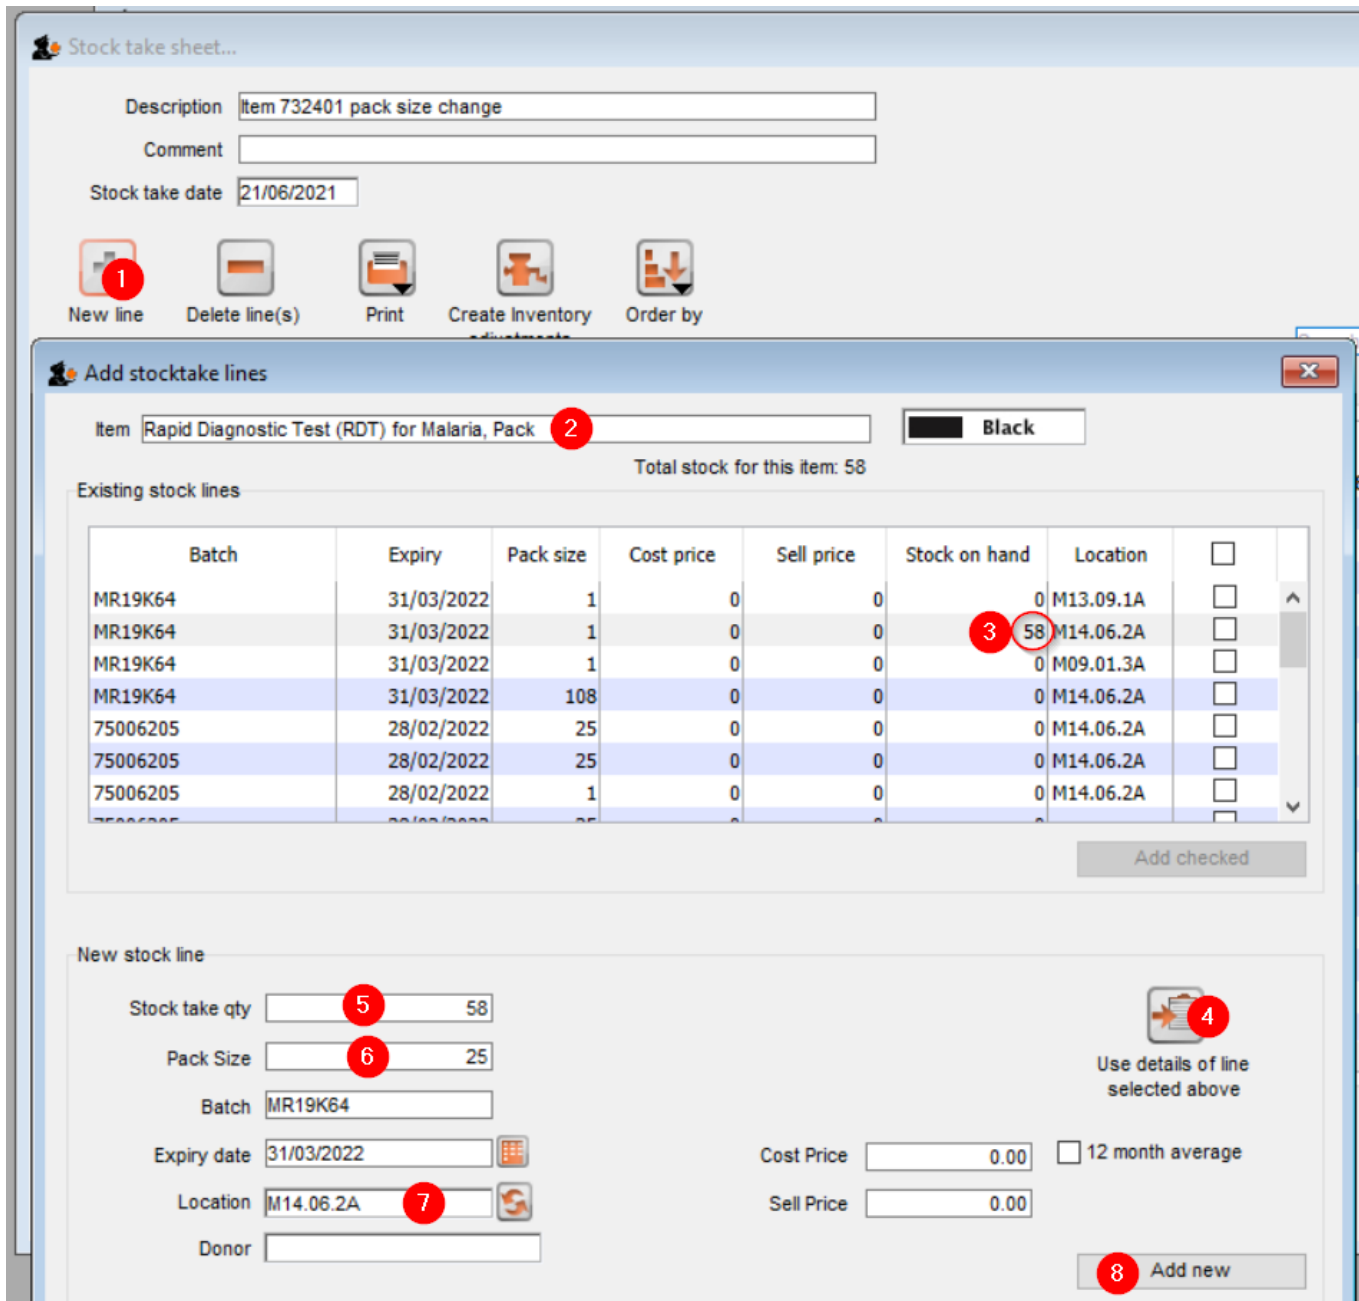 Stock take sheet...
Description Item 732401 pack size change
Comment
Stock take date 21/06/2021
1
New line Delete line(s) Print Create Inventory Order by
Add stocktake lines
Item Rapid Diagnostic Test (RDT) for Malaria, Pack 2 Black
Total stock for this item: 58
Existing stock lines
Batch Expiry Pack size Cost price Sell price Stock on hand Location
MR19K64 31/03/2022 1 0 0 0 M13.09.1A
MR19K64 31/03/2022 1 0 0 3 58 M14.06.2A
MR19K64 31/03/2022 1 0 0 0 M09.01.3A
MR19K64 31/03/2022 108 0 0 0 M14.06.2A
75006205 28/02/2022 25 0 0 0 M14.06.2A
75006205 28/02/2022 25 0 0 0 M14.06.2A
75006205 28/02/2022 1 0 0 0 M14.06.2A
Add checked
New stock line
Stock take qty 5 58
4
Pack Size 6 25
Use details of line
selected above
Batch MR19K64
Expiry date 31/03/2022 Cost Price 0.00 12 month average
Location M14.06.2A 7 Sell Price 0.00
Donor
8 Add new